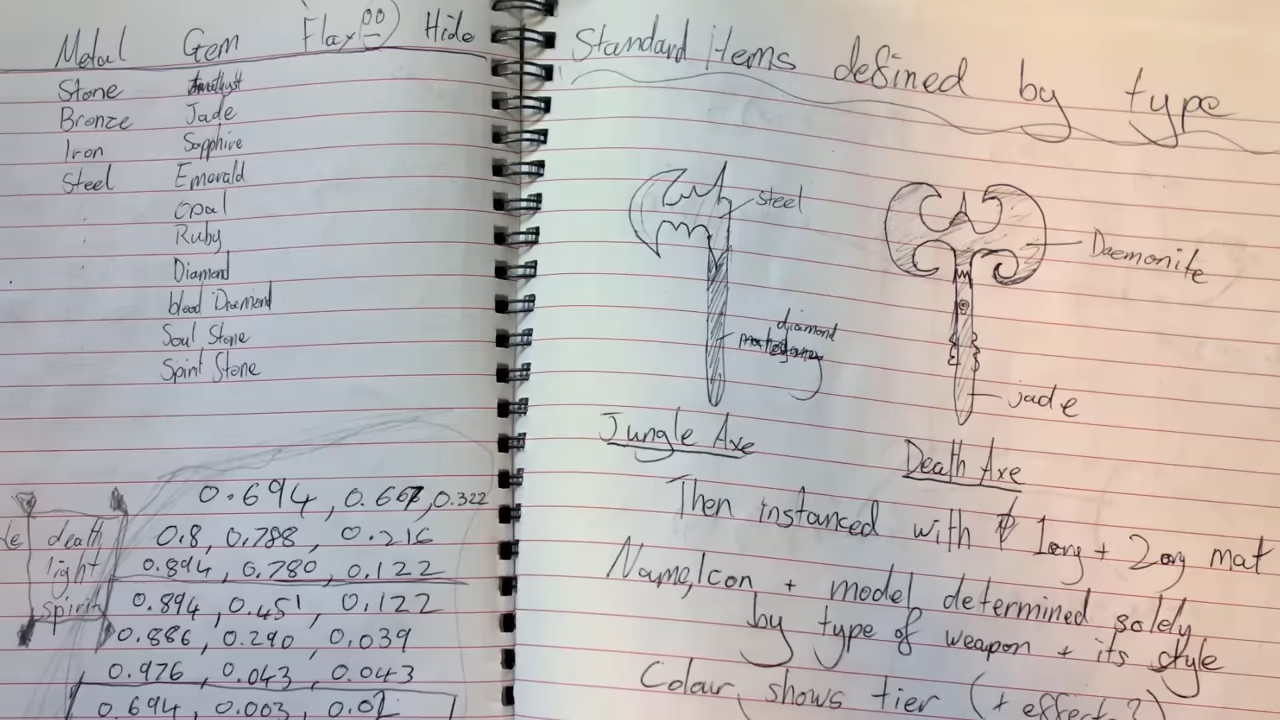 Metal Gem Flax Hide
Stone Amethyst
Bronze Jade
Iron Sapphire
Steel Emerald
Opal
Ruby
Diamond
blood Diamond
Soul Stone
Spirit Stone
0.694, 0.667, 0.322
death 0.8, 0.788, 0.216
light 0.894, 0.780, 0.122
spirit 0.894, 0.451, 0.122
0.886, 0.290, 0.039
0.976, 0.043, 0.043
0.694, 0.003, 0.02
Standard items defined by type
steel
diamond
mahogany
Jungle Axe
Daemonite
jade
Death Axe
Then instanced with 1ory + 2ory mat
Name/Icon + model determined solely
by type of weapon + its style
Colour shows tier (+ effects?)